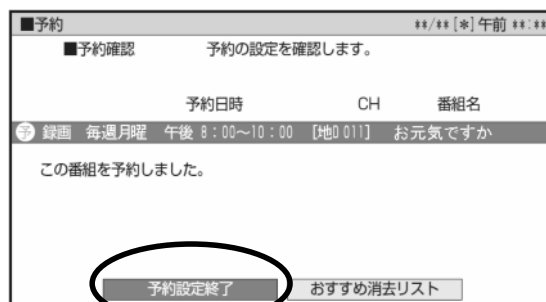 ■予約 **/**[*]午前 **:**
■予約確認 予約の設定を確認します。
予約日時 CH 番組名
予 録画 毎週月曜 午後 8:00〜10:00 [地D 011] お元気ですか
この番組を予約しました。
予約設定終了 おすすめ消去リスト